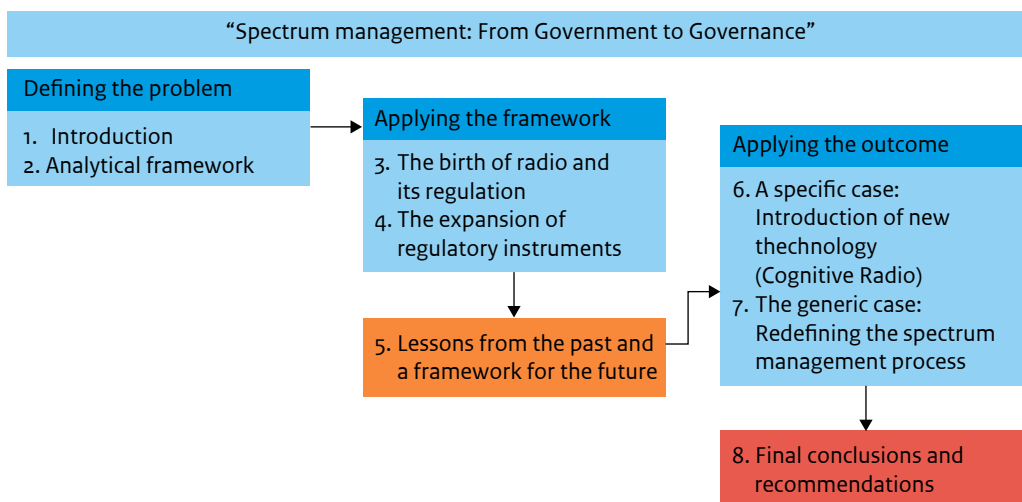 “Spectrum management: From Government to Governance”
Defining the problem
1. Introduction
2. Analytical framework
Applying the framework
3. The birth of radio and
its regulation
4. The expansion of
regulatory instruments
5. Lessons from the past and
a framework for the future
Applying the outcome
6. A specific case:
Introduction of new
thechnology
(Cognitive Radio)
7. The generic case:
Redefining the spectrum
management process
8. Final conclusions and
recommendations